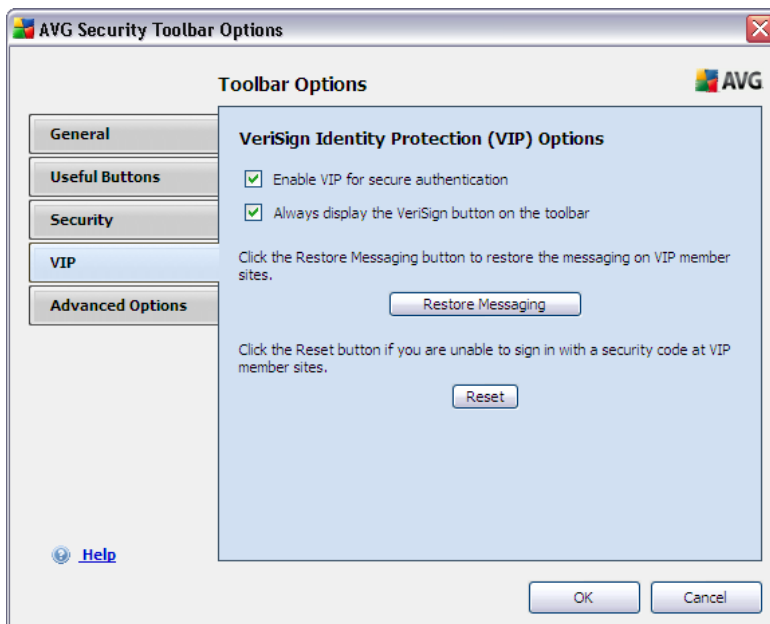 AVG Security Toolbar Options
Toolbar Options
AVG
General
Useful Buttons
Security
VIP
Advanced Options
VeriSign Identity Protection (VIP) Options
Enable VIP for secure authentication
Always display the VeriSign button on the toolbar
Click the Restore Messaging button to restore the messaging on VIP member
sites.
Restore Messaging
Click the Reset button if you are unable to sign in with a security code at VIP
member sites.
Reset
Help
OK
Cancel